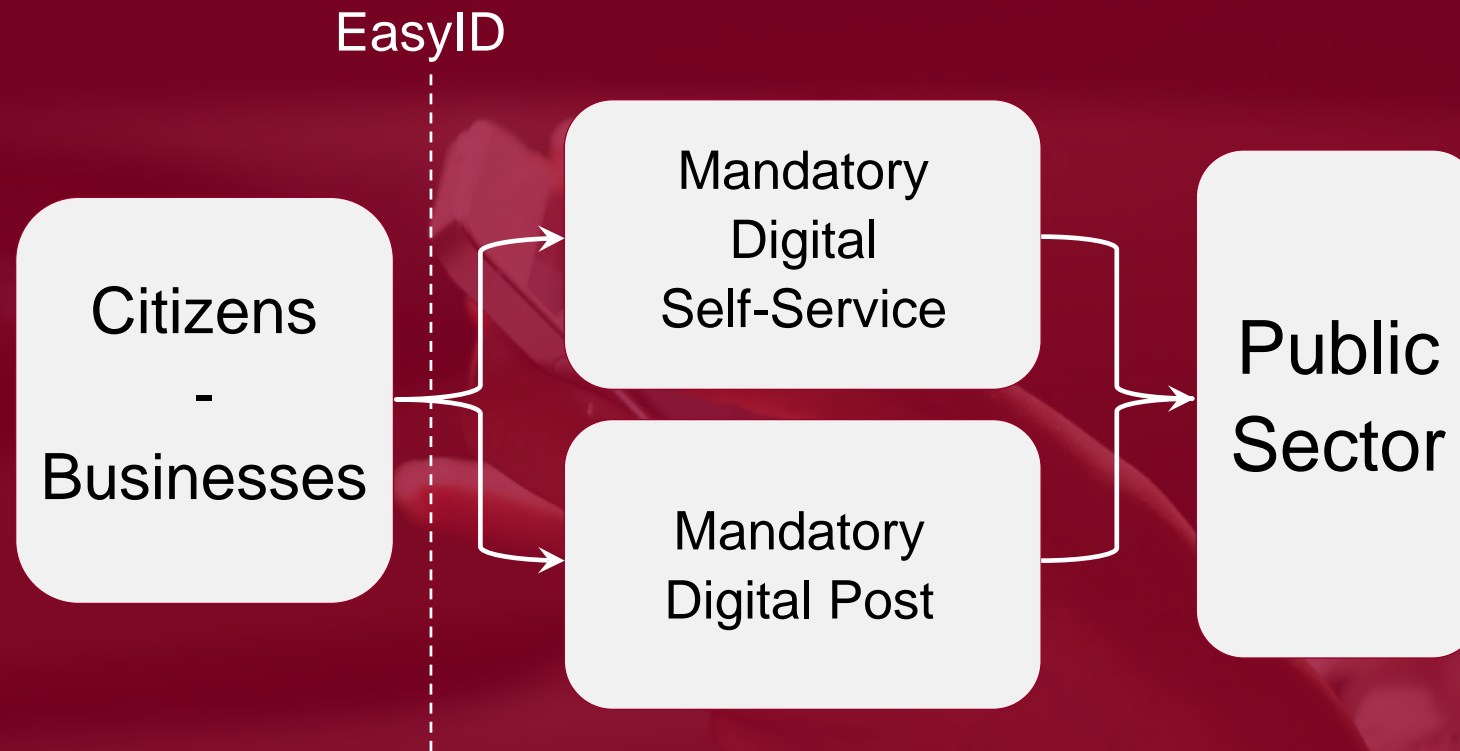 EasyID
Citizens
-
Businesses
Mandatory
Digital
Self-Service
Mandatory
Digital Post
Public
Sector